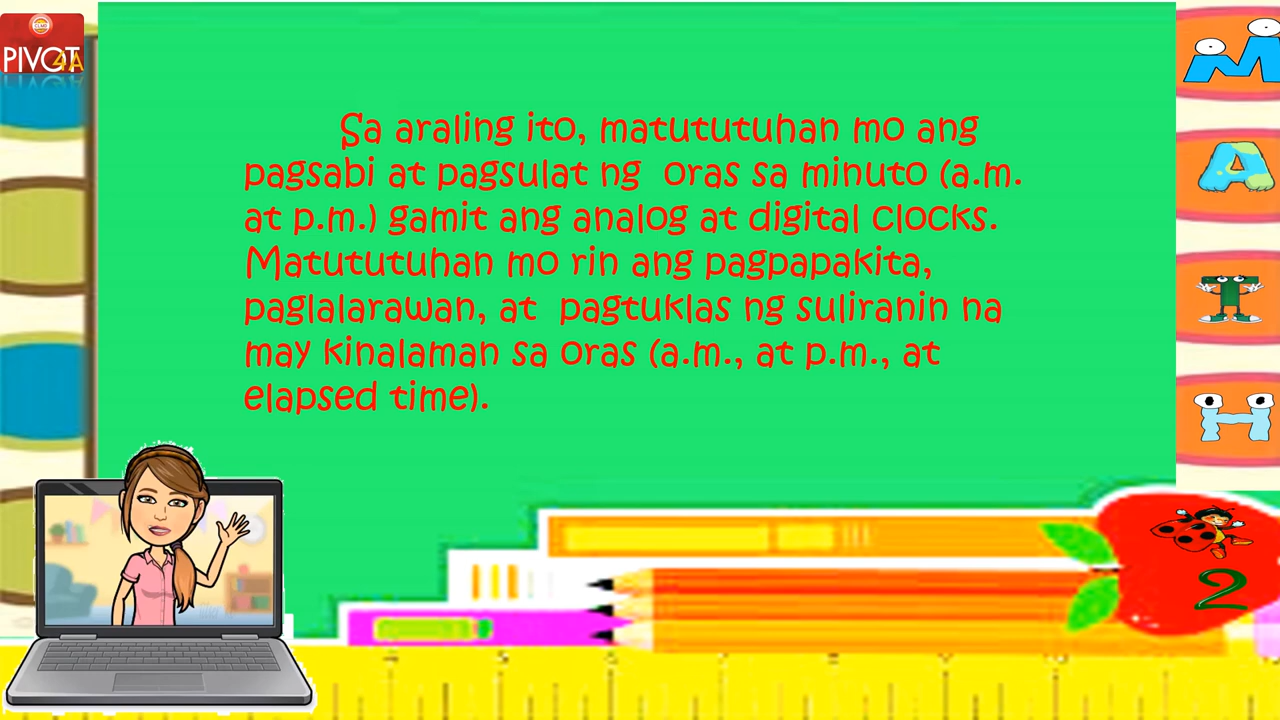 PIVOT 4A
Sa araling ito, matututuhan mo ang
pagsabi at pagsulat ng oras sa minuto (a.m.
at p.m.) gamit ang analog at digital clocks.
Matututuhan mo rin ang pagpapakita,
paglalarawan, at pagtuklas ng suliranin na
may kinalaman sa oras (a.m., at p.m., at
elapsed time).
M
A
T
H
2